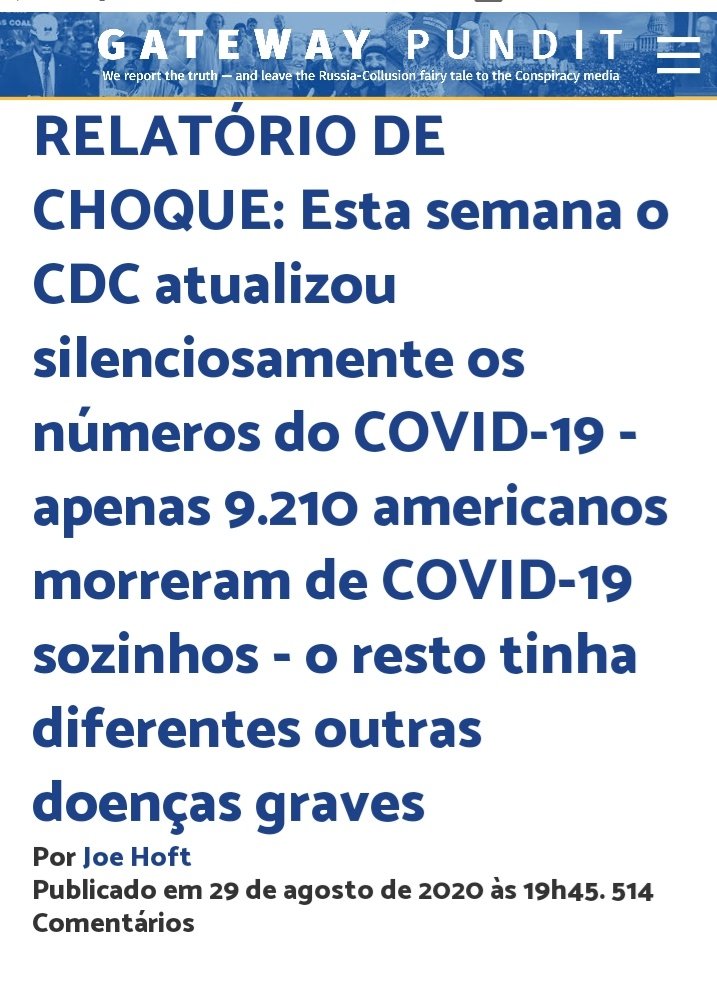 GATEWAY PUNDIT
We report the truth — and leave the Russia-Collusion fairy tale to the Conspiracy media
RELATÓRIO DE
CHOQUE: Esta semana o
CDC atualizou
silenciosamente os
números do COVID-19 -
apenas 9.210 americanos
morreram de COVID-19
sozinhos - o resto tinha
diferentes outras
doenças graves
Por Joe Hoft
Publicado em 29 de agosto de 2020 às 19h45. 514
Comentários